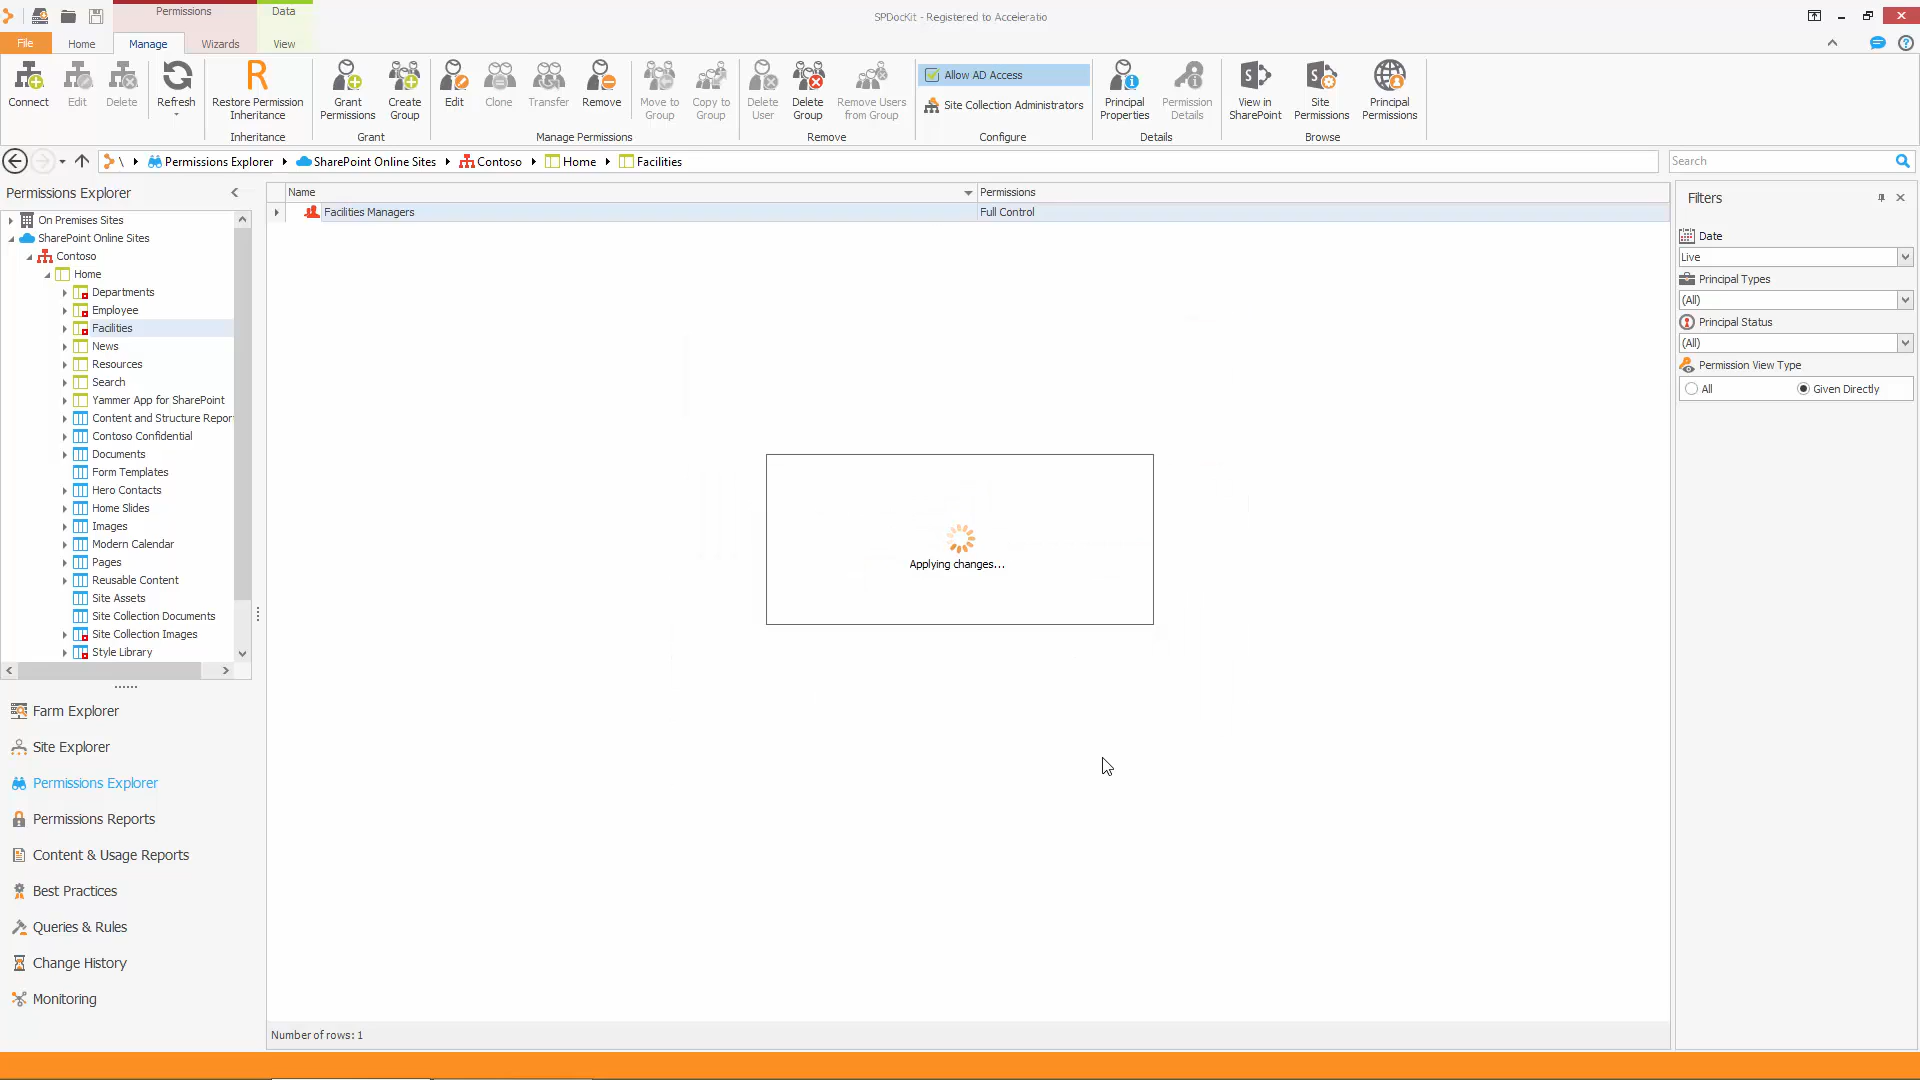 Permissions
Data
SPDocKit - Registered to Acceleratio
File
Home
Manage
Wizards
View
Connect
Edit
Delete
Refresh
Restore Permission
Inheritance
Inheritance
Grant
Permissions
Create
Group
Grant
Edit
Clone
Transfer
Remove
Move to
Group
Copy to
Group
Manage Permissions
Delete
User
Delete
Group
Remove Users
from Group
Remove
Allow AD Access
Site Collection Administrators
Configure
Principal
Properties
Permission
Details
Details
View in
SharePoint
Site
Permissions
Principal
Permissions
Browse
\ Permissions Explorer SharePoint Online Sites Contoso Home Facilities
Search
Permissions Explorer
On Premises Sites
SharePoint Online Sites
Contoso
Home
Departments
Employee
Facilities
News
Resources
Search
Yammer App for SharePoint
Content and Structure Repor
Contoso Confidential
Documents
Form Templates
Hero Contacts
Home Slides
Images
Modern Calendar
Pages
Reusable Content
Site Assets
Site Collection Documents
Site Collection Images
Style Library
Farm Explorer
Site Explorer
Permissions Explorer
Permissions Reports
Content & Usage Reports
Best Practices
Queries & Rules
Change History
Monitoring
Name
Permissions
Facilities Managers
Full Control
Applying changes...
Number of rows: 1
Filters
Date
Live
Principal Types
(All)
Principal Status
(All)
Permission View Type
All
Given Directly